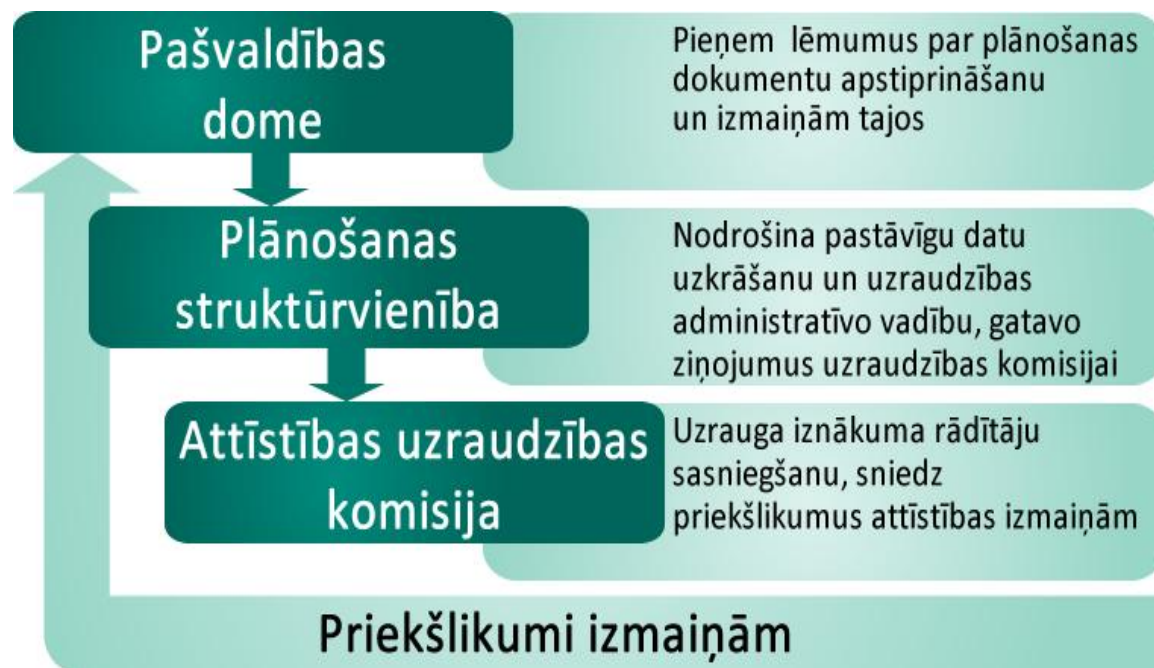 Pašvaldības
dome
Pieņem lēmumus par plānošanas
dokumentu apstiprināšanu
un izmaiņām tajos
Plānošanas
struktūrvienība
Nodrošina pastāvīgu datu
uzkrāšanu un uzraudzības
administratīvo vadību, gatavo
ziņojumus uzraudzības komisijai
Attīstības uzraudzības
komisija
Uzrauga iznākuma rādītāju
sasniegšanu, sniedz
priekšlikumus attīstības izmaiņām
Priekšlikumi izmaiņām